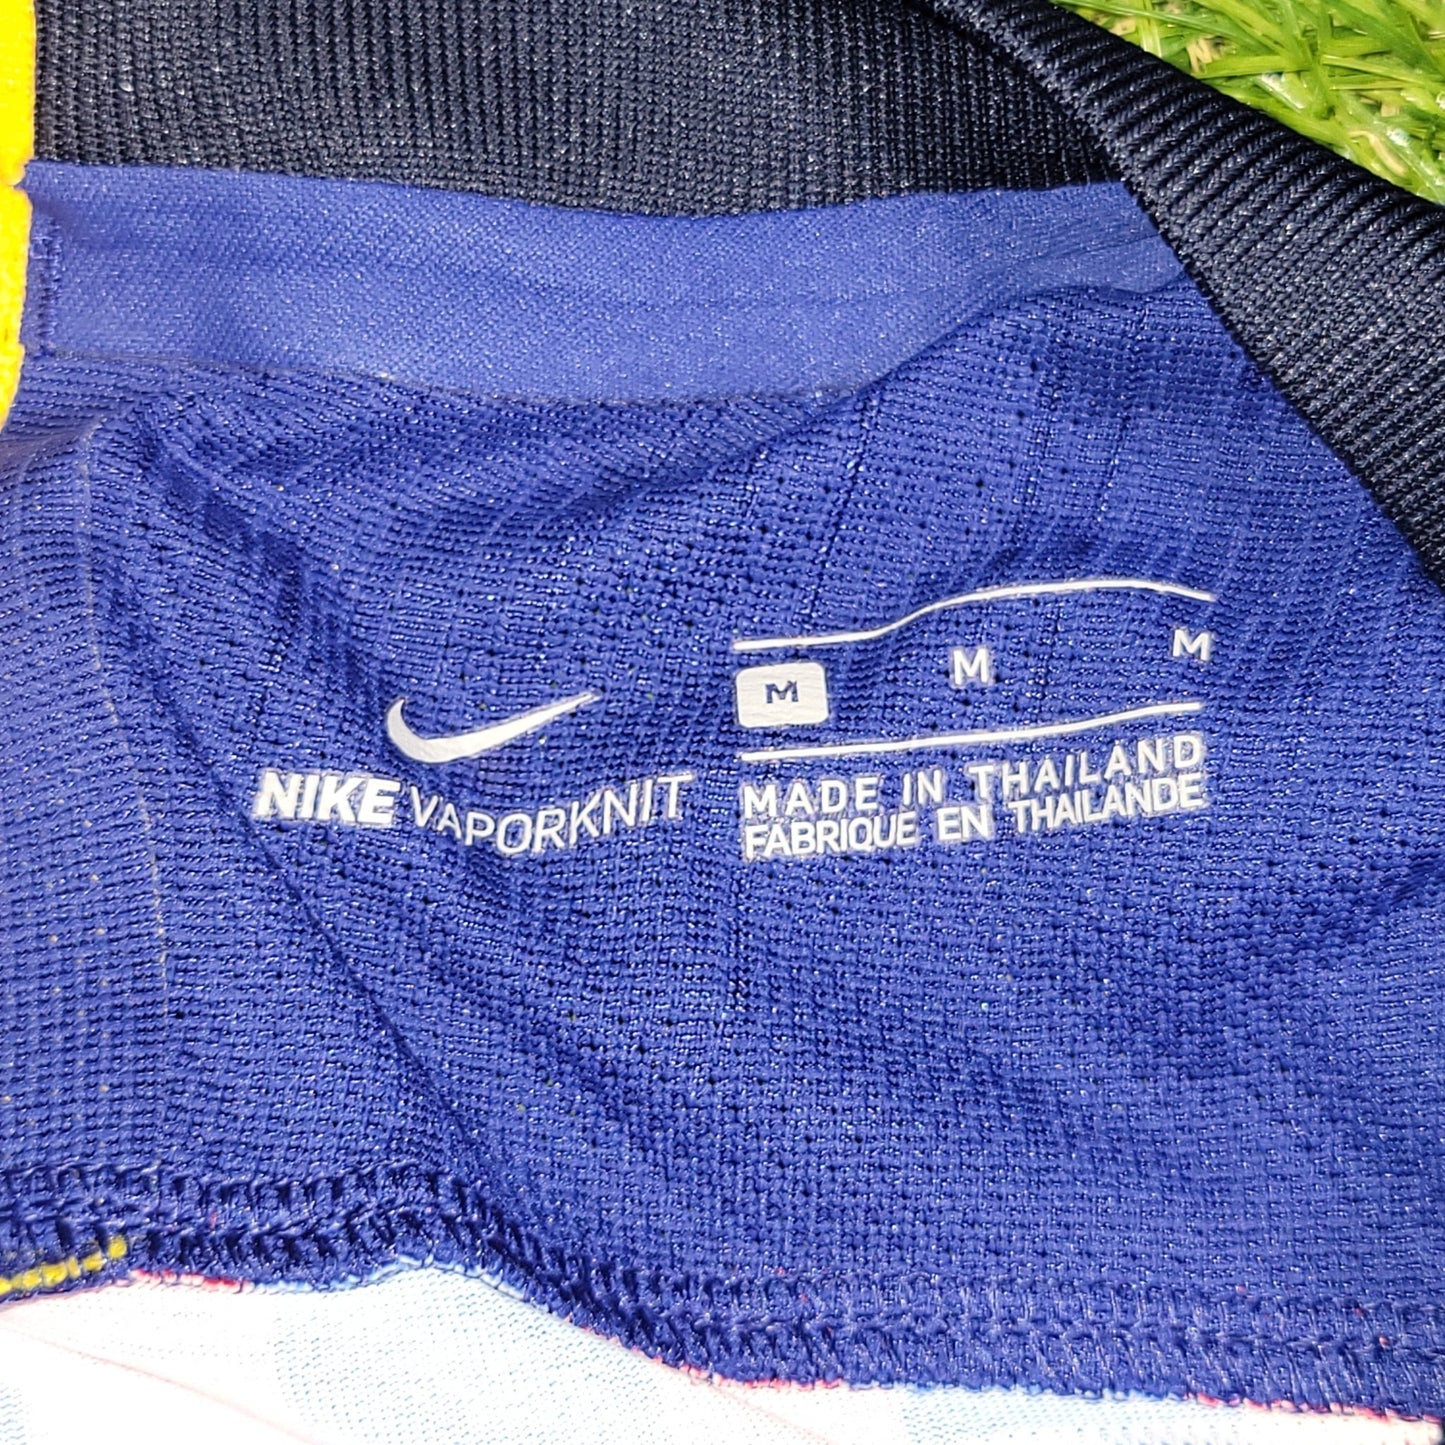 NIKE VAPORKNIT
M M M
MADE IN THAILAND
FABRIQUE EN THAILANDE